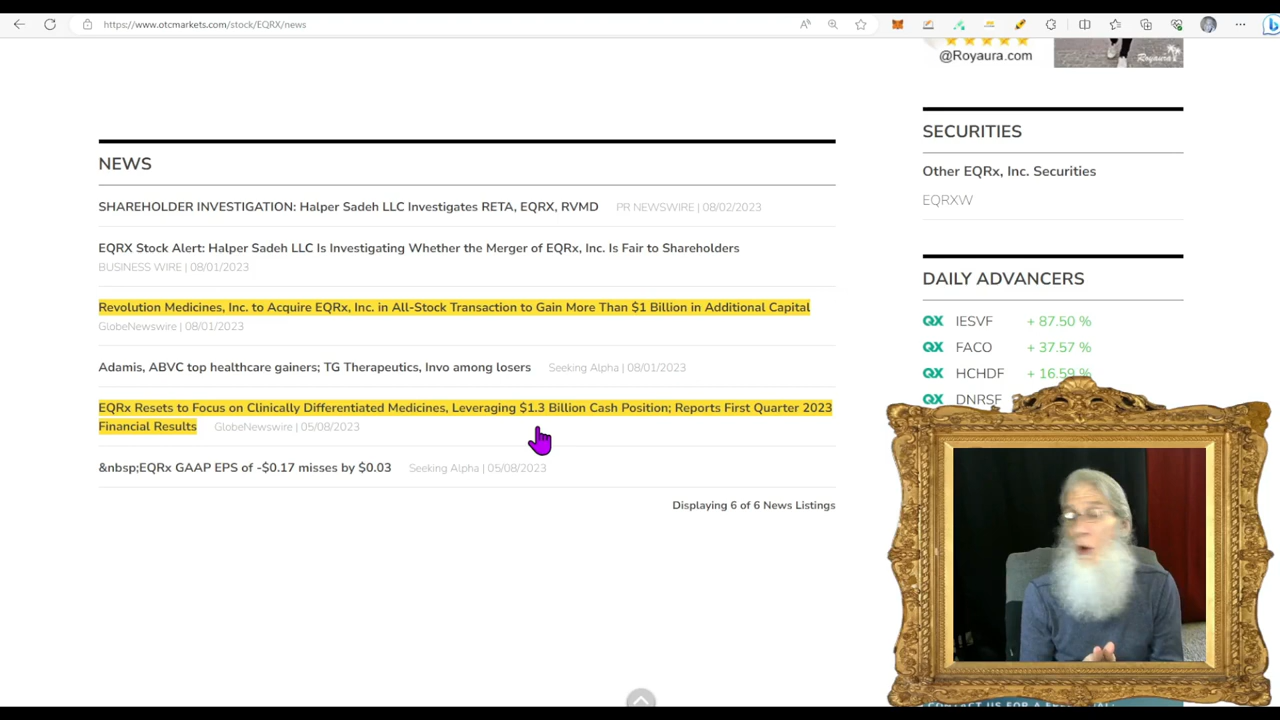 https://www.otcmarkets.com/stock/EQRX/news
@Royaura.com
Royaura
NEWS
SHAREHOLDER INVESTIGATION: Halper Sadeh LLC Investigates RETA, EQRX, RVMD PR NEWSWIRE | 08/02/2023
EQRX Stock Alert: Halper Sadeh LLC Is Investigating Whether the Merger of EQRx, Inc. Is Fair to Shareholders
BUSINESS WIRE | 08/01/2023
Revolution Medicines, Inc. to Acquire EQRx, Inc. in All-Stock Transaction to Gain More Than $1 Billion in Additional Capital
GlobeNewswire | 08/01/2023
Adamis, ABVC top healthcare gainers; TG Therapeutics, Invo among losers Seeking Alpha | 08/01/2023
EQRx Resets to Focus on Clinically Differentiated Medicines, Leveraging $1.3 Billion Cash Position; Reports First Quarter 2023
Financial Results GlobeNewswire | 05/08/2023
&nbsp;EQRx GAAP EPS of -$0.17 misses by $0.03 Seeking Alpha | 05/08/2023
Displaying 6 of 6 News Listings
SECURITIES
Other EQRx, Inc. Securities
EQRXW
DAILY ADVANCERS
QX IESVF + 87.50 %
QX FACO + 37.57 %
QX HCHDF + 16.59 %
QX DNRSF